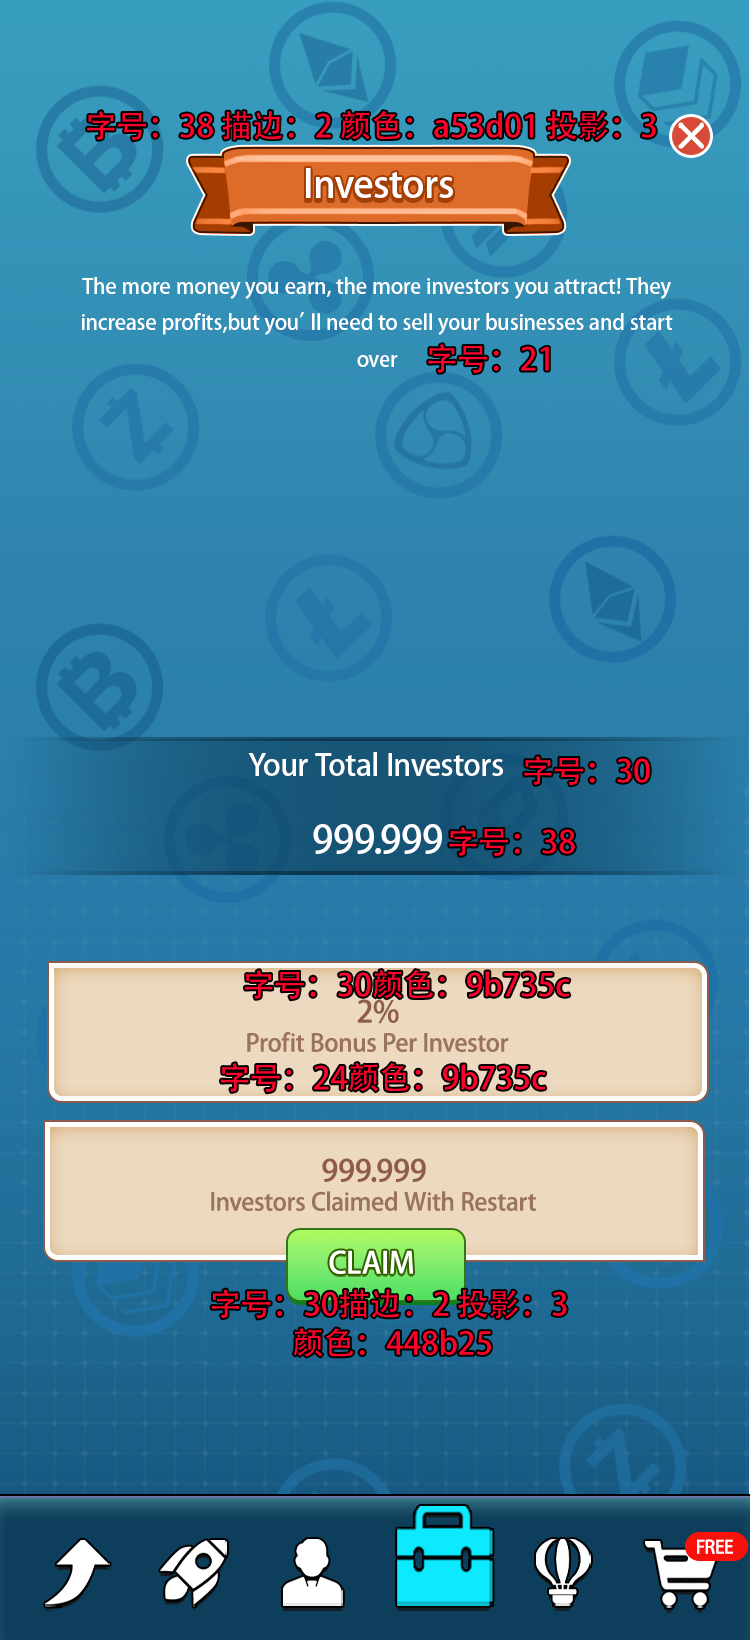 字号：38 描边：2 颜色：a53d01 投影：3
Investors
The more money you earn, the more investors you attract! They
increase profits,but you’ ll need to sell your businesses and start
over 字号：21
Your Total Investors 字号：30
999.999 字号：38
字号：30颜色：9b735c
2%
Profit Bonus Per Investor
字号：24颜色：9b735c
999.999
Investors Claimed With Restart
CLAIM
字号：30描边：2 投影：3
颜色：448b25
FREE